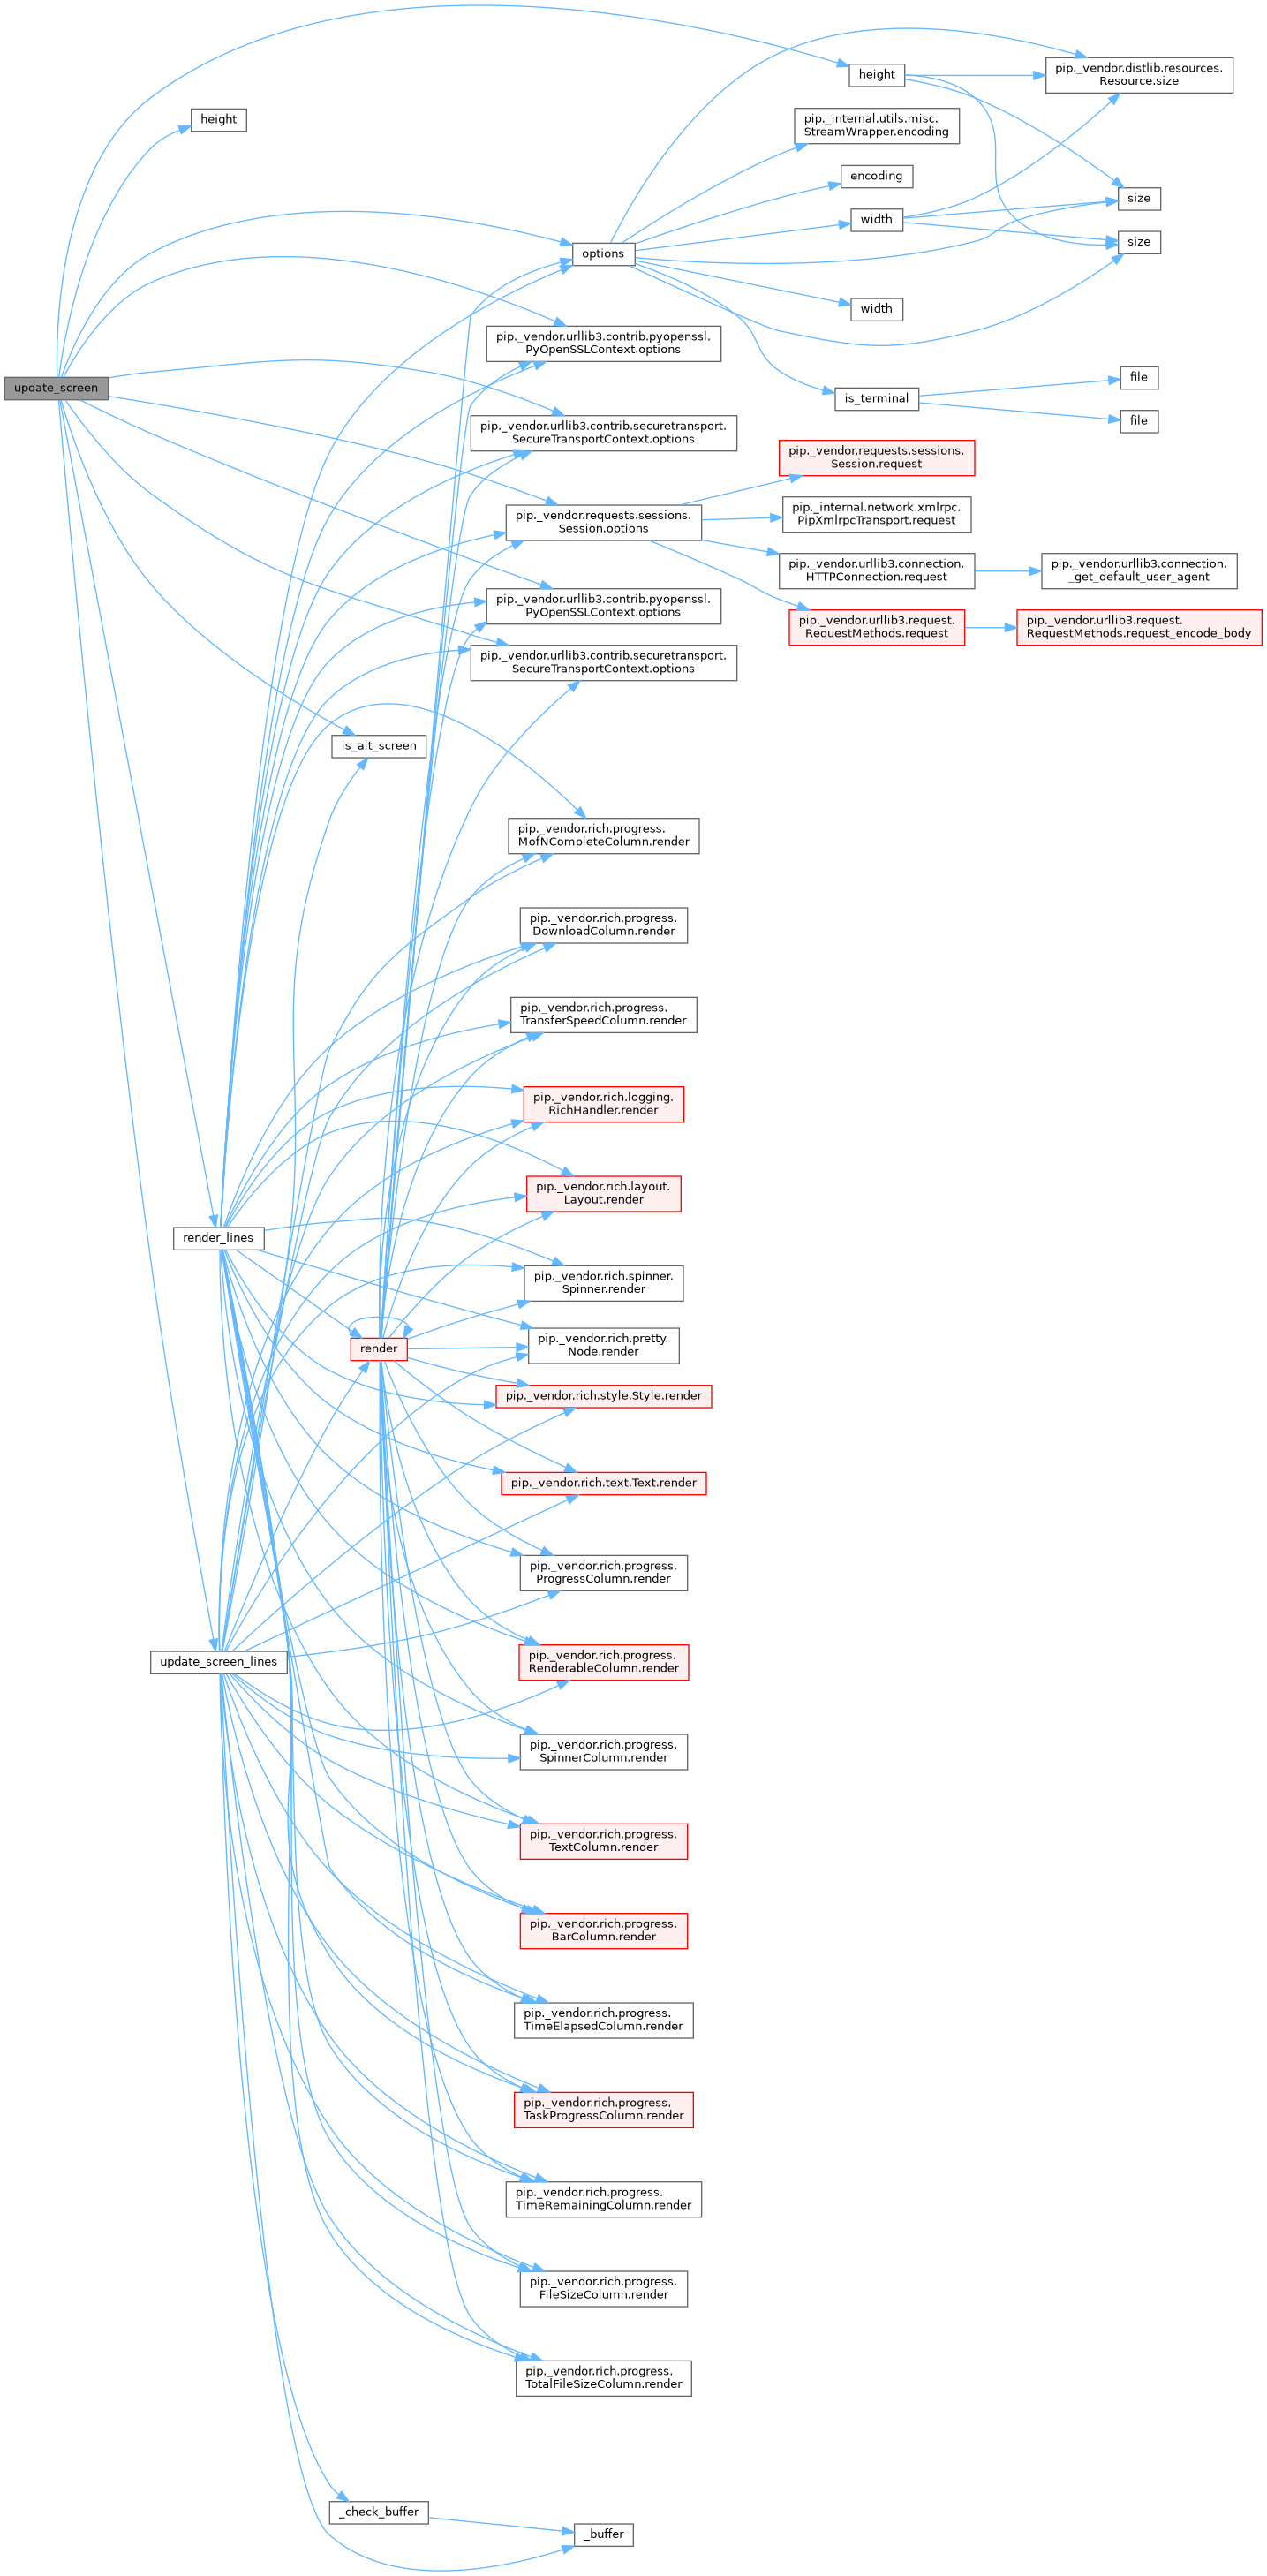 height
pip._vendor.distlib.resources.
Resource.size
height
pip._internal.utils.misc.
StreamWrapper.encoding
encoding
size
width
size
options
width
pip._vendor.urllib3.contrib.pyopenssl.
PyOpenSSLContext.options
file
update_screen
is_terminal
file
pip._vendor.urllib3.contrib.securetransport.
SecureTransportContext.options
pip._vendor.requests.sessions.
Session.request
pip._vendor.requests.sessions.
Session.options
pip._internal.network.xmlrpc.
PipXmlrpcTransport.request
pip._vendor.urllib3.connection.
HTTPConnection.request
pip._vendor.urllib3.connection.
_get_default_user_agent
pip._vendor.urllib3.contrib.pyopenssl.
PyOpenSSLContext.options
pip._vendor.urllib3.request.
RequestMethods.request
pip._vendor.urllib3.request.
RequestMethods.request_encode_body
pip._vendor.urllib3.contrib.securetransport.
SecureTransportContext.options
is_alt_screen
pip._vendor.rich.progress.
MofNCompleteColumn.render
pip._vendor.rich.progress.
DownloadColumn.render
pip._vendor.rich.progress.
TransferSpeedColumn.render
pip._vendor.rich.logging.
RichHandler.render
pip._vendor.rich.layout.
Layout.render
render_lines
pip._vendor.rich.spinner.
Spinner.render
pip._vendor.rich.pretty.
Node.render
render
pip._vendor.rich.style.Style.render
pip._vendor.rich.text.Text.render
pip._vendor.rich.progress.
ProgressColumn.render
update_screen_lines
pip._vendor.rich.progress.
RenderableColumn.render
pip._vendor.rich.progress.
SpinnerColumn.render
pip._vendor.rich.progress.
TextColumn.render
pip._vendor.rich.progress.
BarColumn.render
pip._vendor.rich.progress.
TimeElapsedColumn.render
pip._vendor.rich.progress.
TaskProgressColumn.render
pip._vendor.rich.progress.
TimeRemainingColumn.render
pip._vendor.rich.progress.
FileSizeColumn.render
pip._vendor.rich.progress.
TotalFileSizeColumn.render
_check_buffer
_buffer